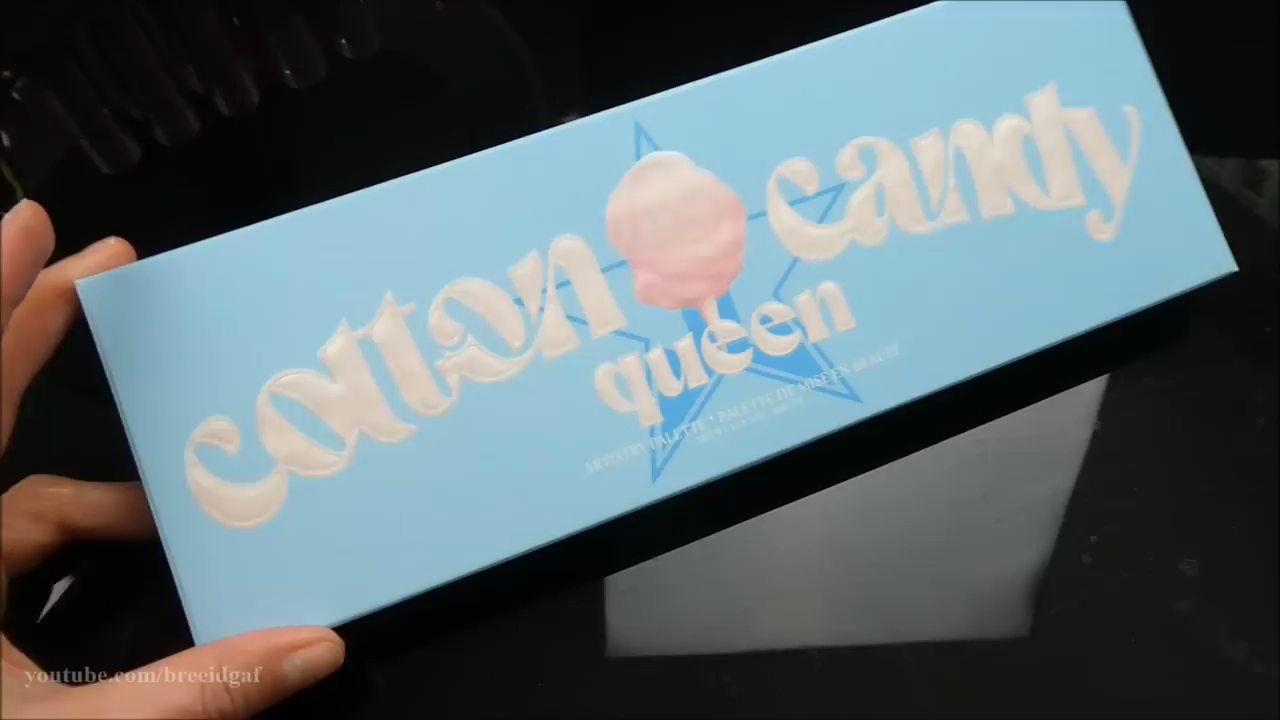 cotton candy
queen
ARTISTRY PALETTE • PALETTE DE MISE EN BEAUTÉ
youtube.com/breeidgaf